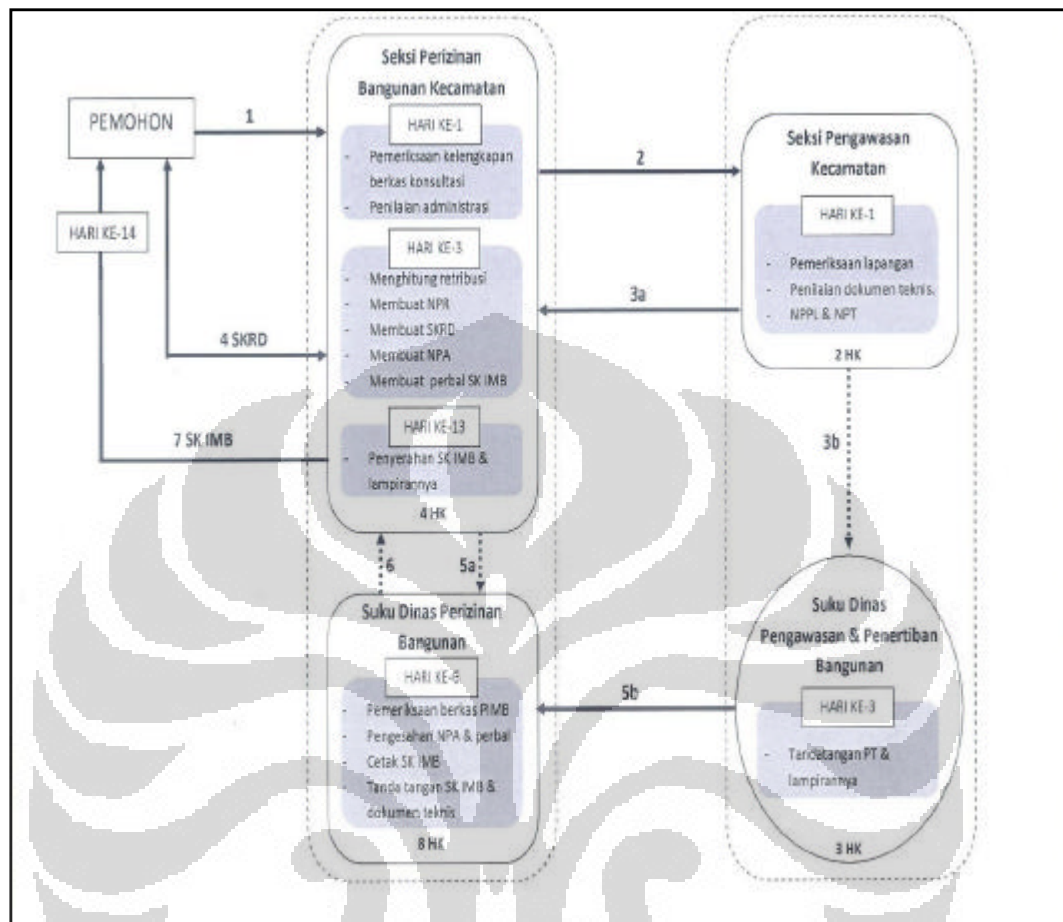 Seksi Perizinan
Bangunan Kecamatan
HARI KE-1
- Pemeriksaan kelengkapan
berkas konsultasi
- Penilaian administrasi
HARI KE-3
- Menghitung retribusi
- Membuat NPR
- Membuat SKRD
- Membuat NPA
- Membuat perbal SK IMB
HARI KE-13
- Penyerahan SK IMB &
lampirannya
4 HK
PEMOHON
1
HARI KE-14
4 SKRD
7 SK IMB
2
3a
Seksi Pengawasan
Kecamatan
HARI KE-1
- Pemeriksaan lapangan
- Penilaian dokumen teknis.
- NPPL & NPT
2 HK
3b
6
5a
Suku Dinas Perizinan
Bangunan
HARI KE-6
- Pemeriksaan berkas PIMB
- Pengesahan NPA & perbal
- Cetak SK IMB
- Tanda tangan SK IMB &
dokumen teknis
8 HK
5b
Suku Dinas
Pengawasan & Penertiban
Bangunan
HARI KE-3
- Tandatangan PT &
lampirannya
3 HK